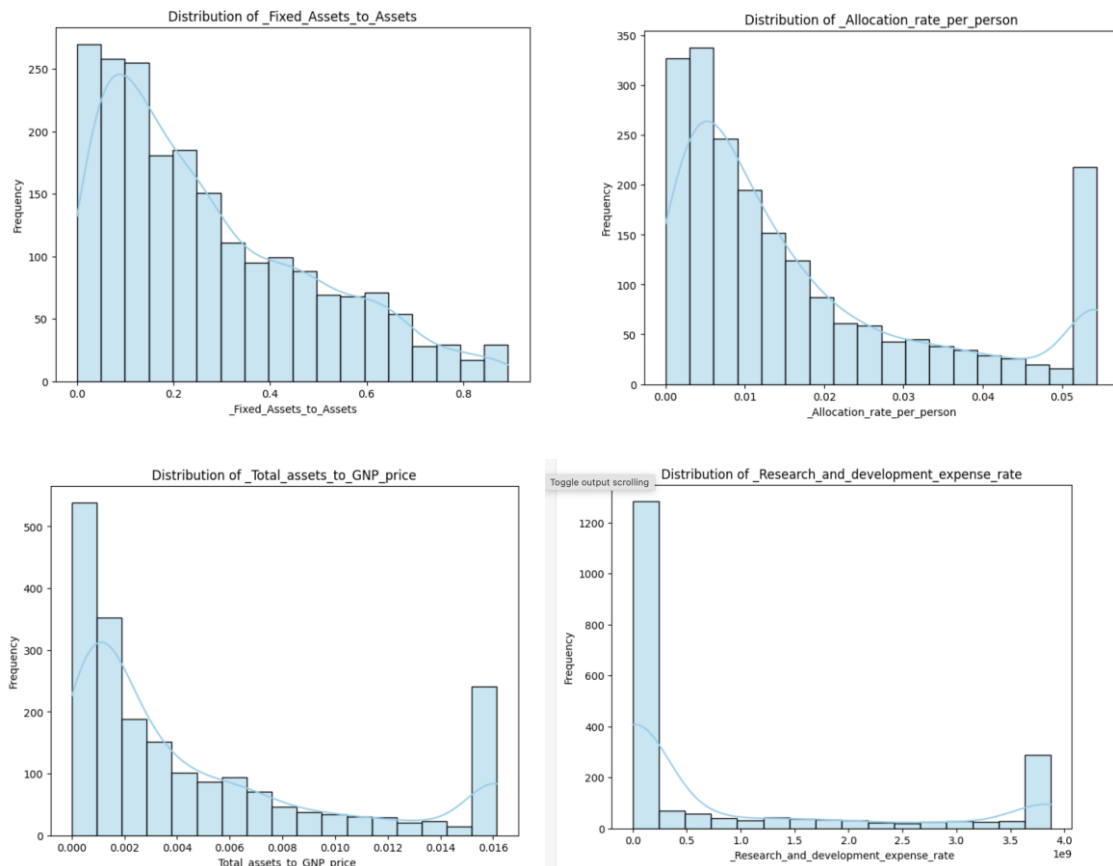 Distribution of _Fixed_Assets_to_Assets
Frequency
250
200
150
100
50
0
0.0 0.2 0.4 0.6 0.8
_Fixed_Assets_to_Assets
Distribution of _Allocation_rate_per_person
Frequency
350
300
250
200
150
100
50
0
0.00 0.01 0.02 0.03 0.04 0.05
_Allocation_rate_per_person
Distribution of _Total_assets_to_GNP_price
Frequency
500
400
300
200
100
0
0.000 0.002 0.004 0.006 0.008 0.010 0.012 0.014 0.016
Total_assets_to_GNP_price
Toggle output scrolling
Distribution of _Research_and_development_expense_rate
Frequency
1200
1000
800
600
400
200
0
0.0 0.5 1.0 1.5 2.0 2.5 3.0 3.5 4.0
1e9
_Research_and_development_expense_rate